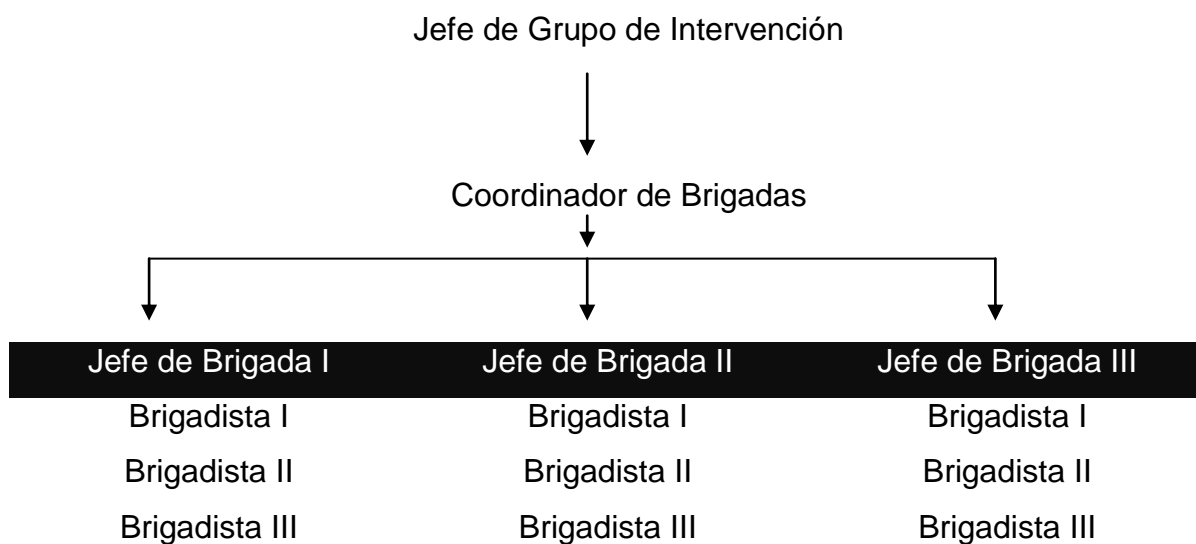 Jefe de Grupo de Intervención
Coordinador de Brigadas
Jefe de Brigada I Jefe de Brigada II Jefe de Brigada III
Brigadista I Brigadista I Brigadista I
Brigadista II Brigadista II Brigadista II
Brigadista III Brigadista III Brigadista III